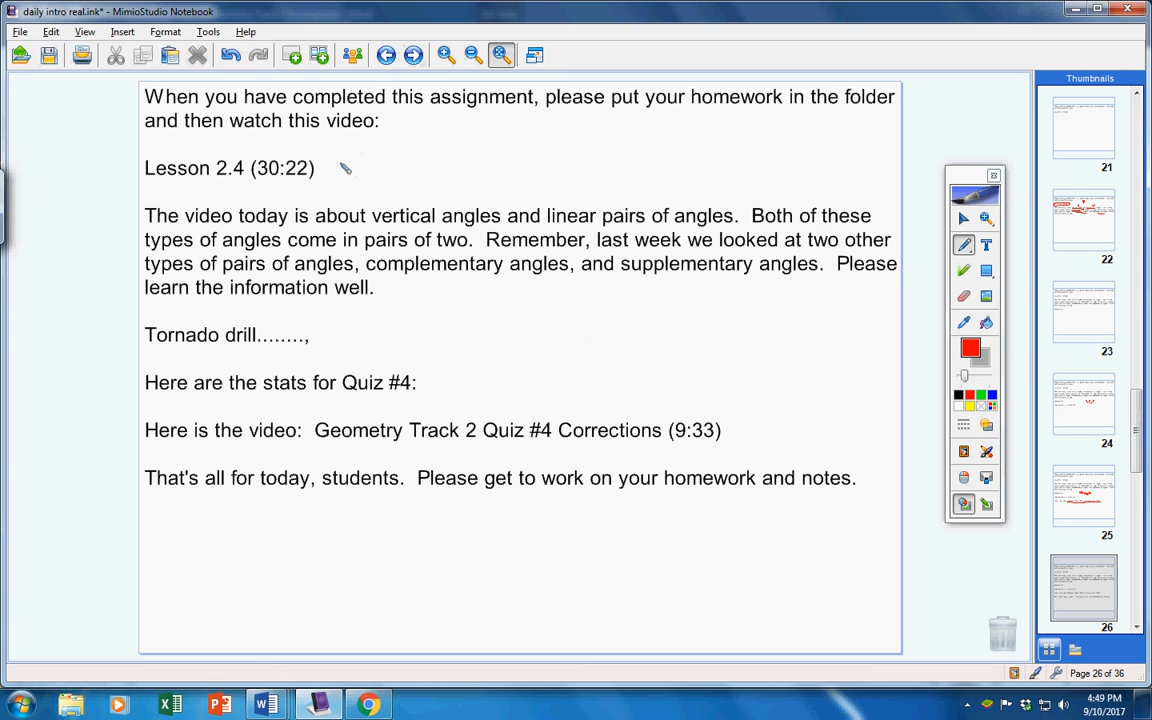 daily intro real.ink* - MimioStudio Notebook
File Edit View Insert Format Tools Help
When you have completed this assignment, please put your homework in the folder
and then watch this video:
Lesson 2.4 (30:22)
The video today is about vertical angles and linear pairs of angles. Both of these
types of angles come in pairs of two. Remember, last week we looked at two other
types of pairs of angles, complementary angles, and supplementary angles. Please
learn the information well.
Tornado drill........,
Here are the stats for Quiz #4:
Here is the video: Geometry Track 2 Quiz #4 Corrections (9:33)
That's all for today, students. Please get to work on your homework and notes.
Thumbnails
21
22
23
24
25
26
Page 26 of 36
4:49 PM
9/10/2017